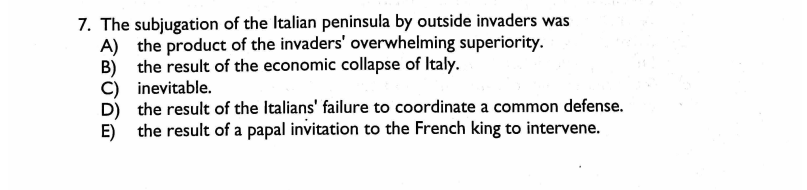 7. The subjugation of the Italian peninsula by outside invaders was
A) the product of the invaders' overwhelming superiority.
B) the result of the economic collapse of Italy.
C) inevitable.
D) the result of the Italians' failure to coordinate a common defense.
E) the result of a papal invitation to the French king to intervene.